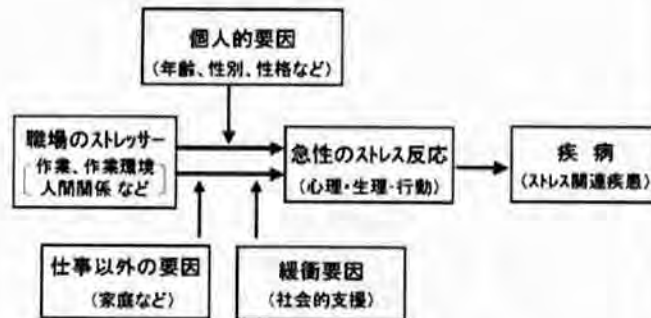 個人的要因
(年齢、性別、性格など)
職場のストレッサー
作業、作業環境
人間関係 など
急性のストレス反応
(心理・生理・行動)
疾 病
(ストレス関連疾患)
仕事以外の要因
(家庭など)
緩衝要因
(社会的支援)